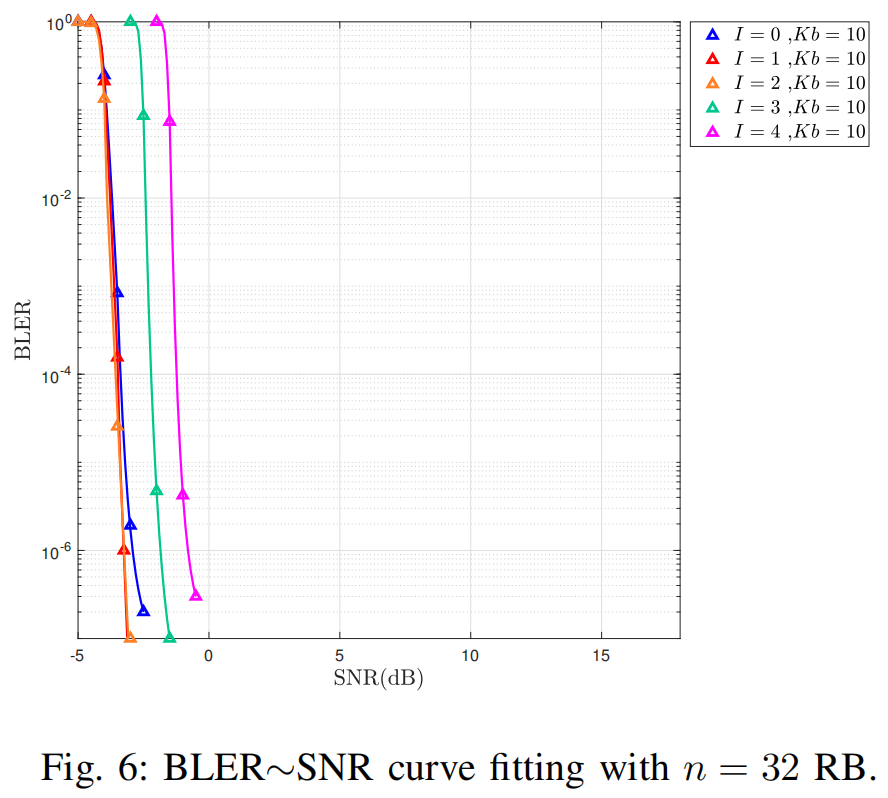 10^0
10^-2
10^-4
10^-6
BLER
-5
0
5
10
15
SNR(dB)
I = 0 ,Kb = 10
I = 1 ,Kb = 10
I = 2 ,Kb = 10
I = 3 ,Kb = 10
I = 4 ,Kb = 10
Fig. 6: BLER∼SNR curve fitting with n = 32 RB.